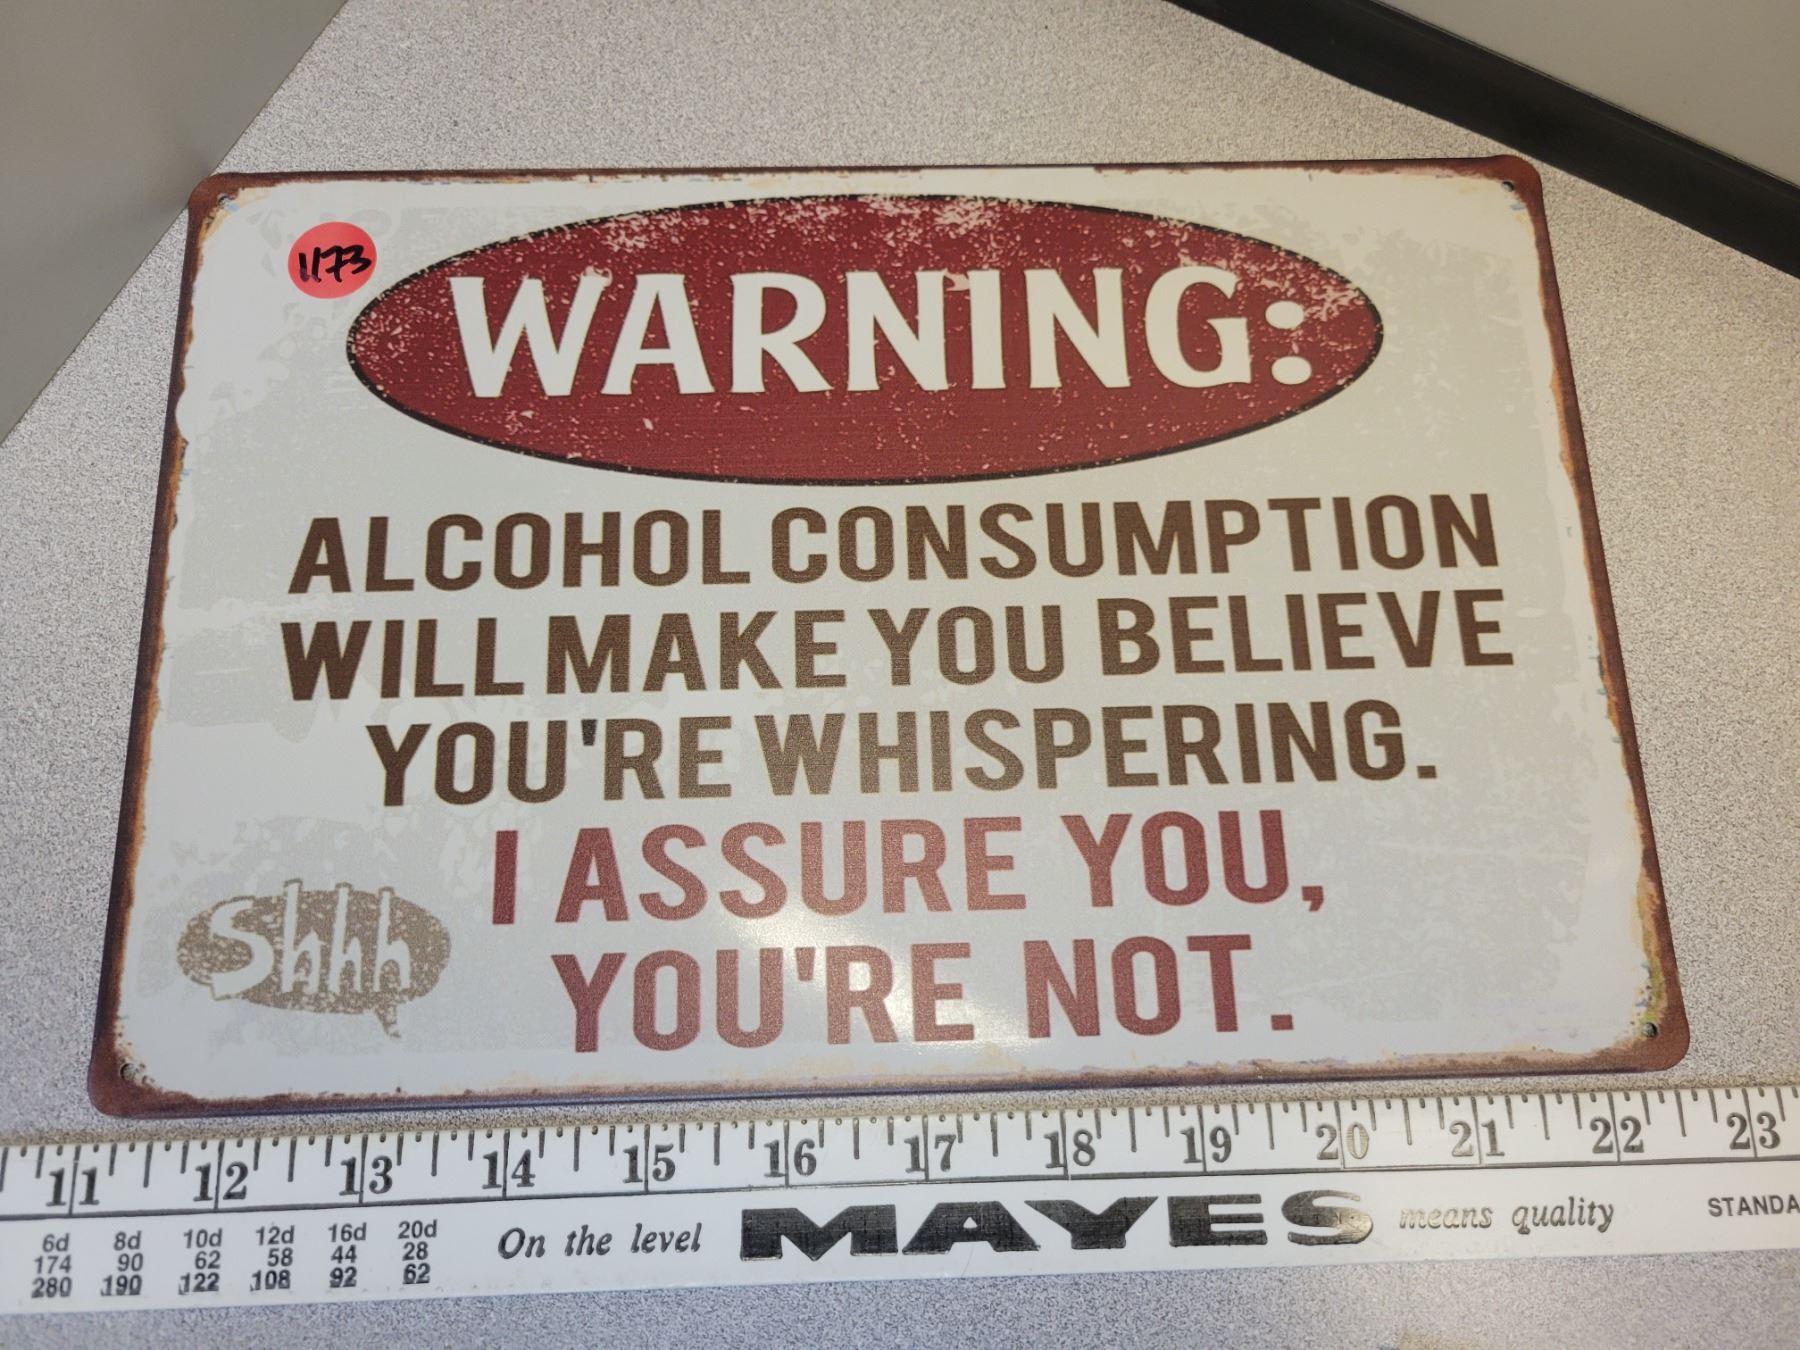 1173
WARNING:
ALCOHOL CONSUMPTION
WILL MAKE YOU BELIEVE
YOU'RE WHISPERING.
I ASSURE YOU,
YOU'RE NOT.
Shhh
11 12 13 14 15 16 17 18 19 20 21 22 23
6d 8d 10d 12d 16d 20d
174 90 62 58 44 28
280 190 122 108 92 62
On the level MAYES means quality
STANDA